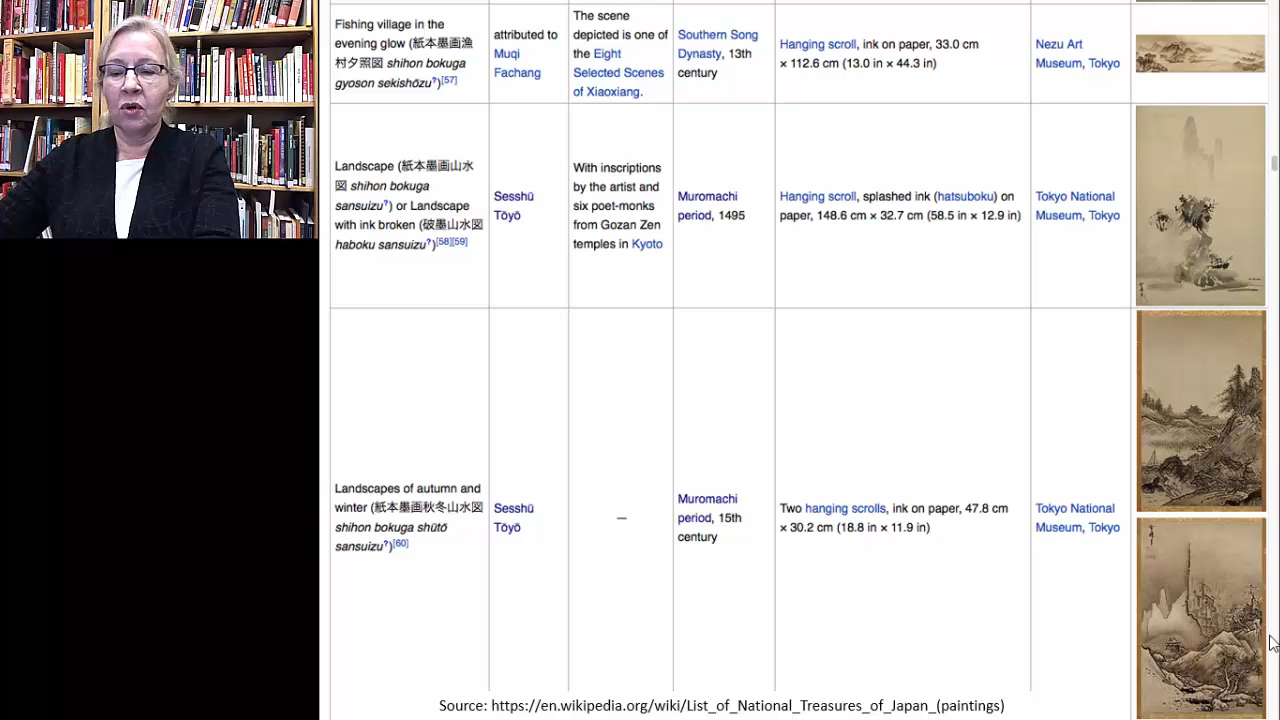 Fishing village in the
evening glow (紙本墨画漁
村夕照図 shihon bokuga
gyoson sekishōzu?)[57]
attributed to
Muqi
Fachang
The scene
depicted is one of
the Eight
Selected Scenes
of Xiaoxiang.
Southern Song
Dynasty, 13th
century
Hanging scroll, ink on paper, 33.0 cm
× 112.6 cm (13.0 in × 44.3 in)
Nezu Art
Museum, Tokyo
Landscape (紙本墨画山水
図 shihon bokuga
sansuizu?) or Landscape
with ink broken (破墨山水図
haboku sansuizu?)[58][59]
Sesshū
Tōyō
With inscriptions
by the artist and
six poet-monks
from Gozan Zen
temples in Kyoto
Muromachi
period, 1495
Hanging scroll, splashed ink (hatsuboku) on
paper, 148.6 cm × 32.7 cm (58.5 in × 12.9 in)
Tokyo National
Museum, Tokyo
Landscapes of autumn and
winter (紙本墨画秋冬山水図
shihon bokuga shūtō
sansuizu?)[60]
Sesshū
Tōyō
—
Muromachi
period, 15th
century
Two hanging scrolls, ink on paper, 47.8 cm
× 30.2 cm (18.8 in × 11.9 in)
Tokyo National
Museum, Tokyo
Source: https://en.wikipedia.org/wiki/List_of_National_Treasures_of_Japan_(paintings)